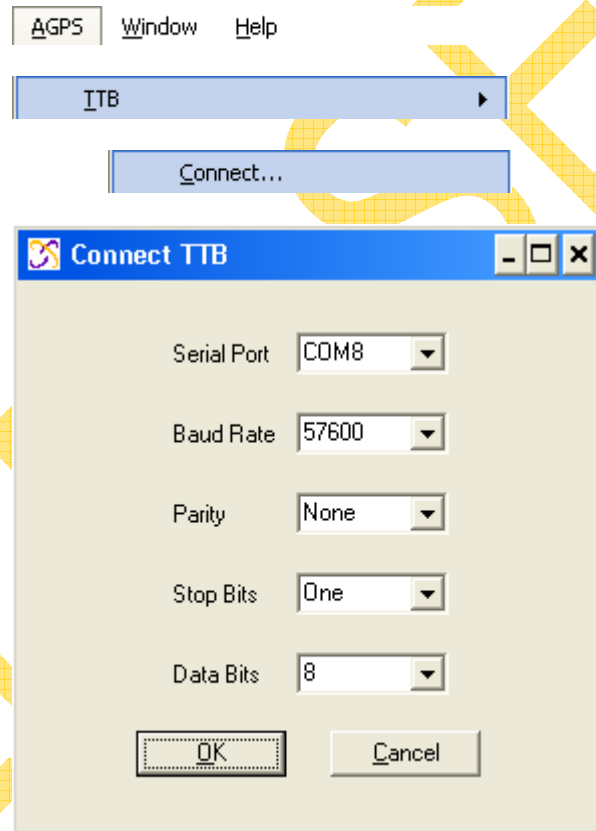 AGPS Window Help
TTB
Connect...
Connect TTB
Serial Port COM8
Baud Rate 57600
Parity None
Stop Bits One
Data Bits 8
OK Cancel